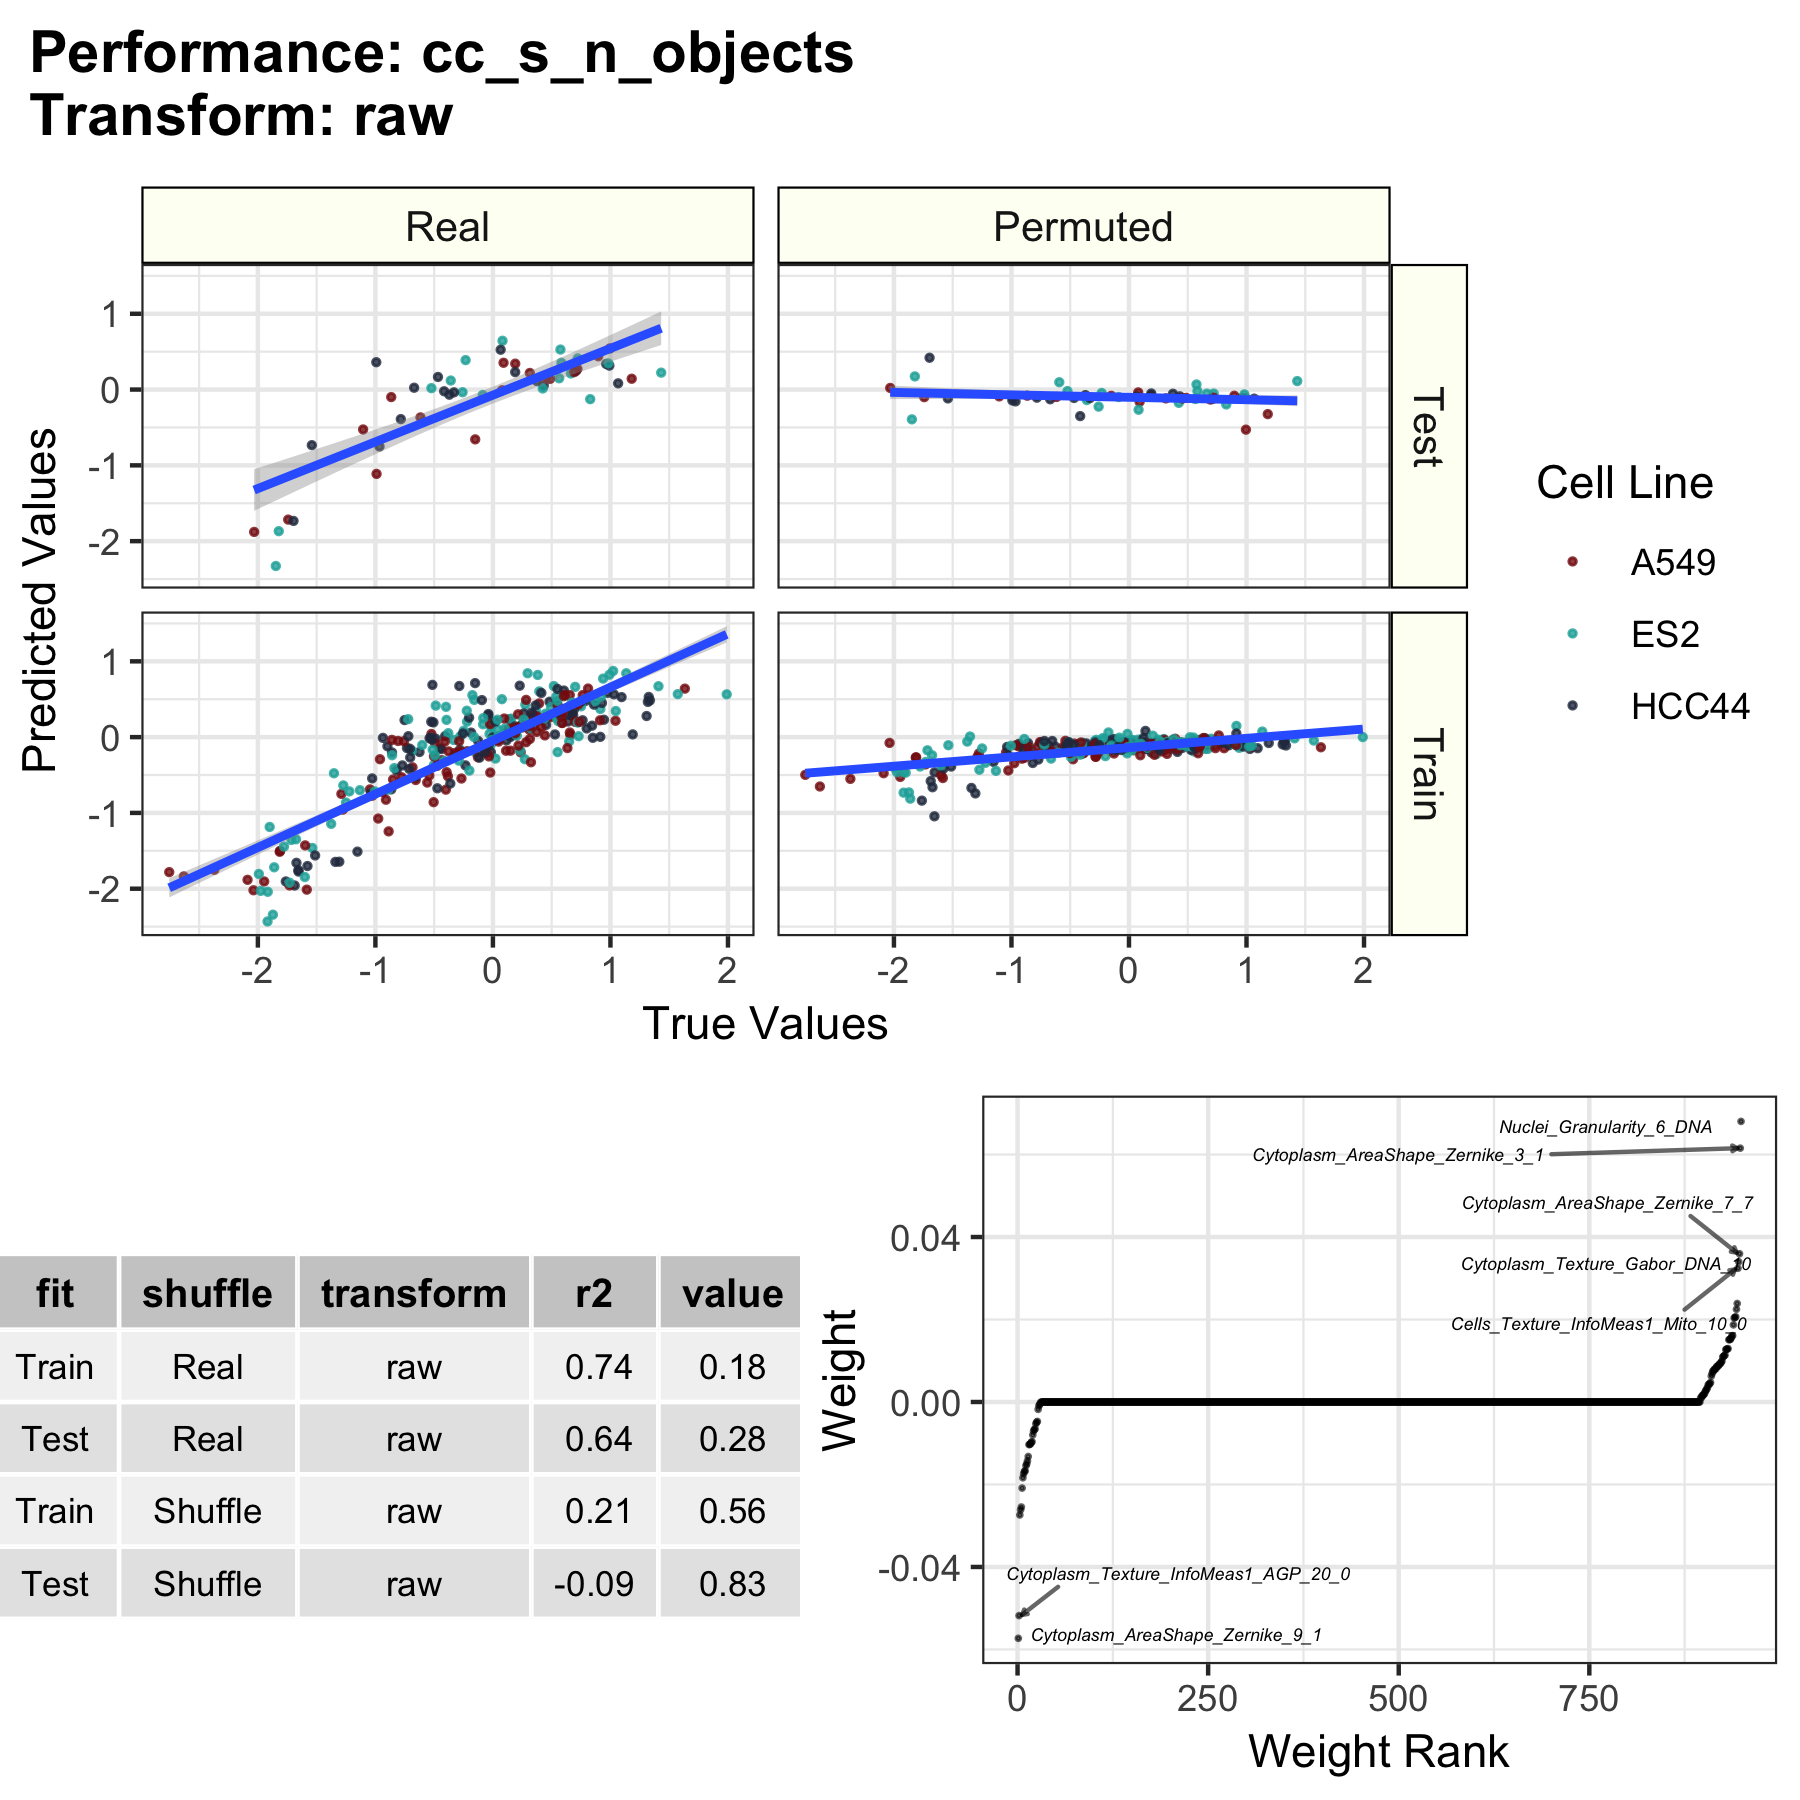 Performance: cc_s_n_objects
Transform: raw
Real
Permuted
1
0
-1
-2
Test
1
0
-1
-2
Train
-2
-1
0
1
2
-2
-1
0
1
2
Predicted Values
True Values
Cell Line
A549
ES2
HCC44
fit shuffle transform r2 value
Train Real raw 0.74 0.18
Test Real raw 0.64 0.28
Train Shuffle raw 0.21 0.56
Test Shuffle raw -0.09 0.83
Weight
0.04
0.00
-0.04
Nuclei_Granularity_6_DNA
Cytoplasm_AreaShape_Zernike_3_1
Cytoplasm_AreaShape_Zernike_7_7
Cytoplasm_Texture_Gabor_DNA_10
Cells_Texture_InfoMeas1_Mito_10_0
Cytoplasm_Texture_InfoMeas1_AGP_20_0
Cytoplasm_AreaShape_Zernike_9_1
0
250
500
750
Weight Rank